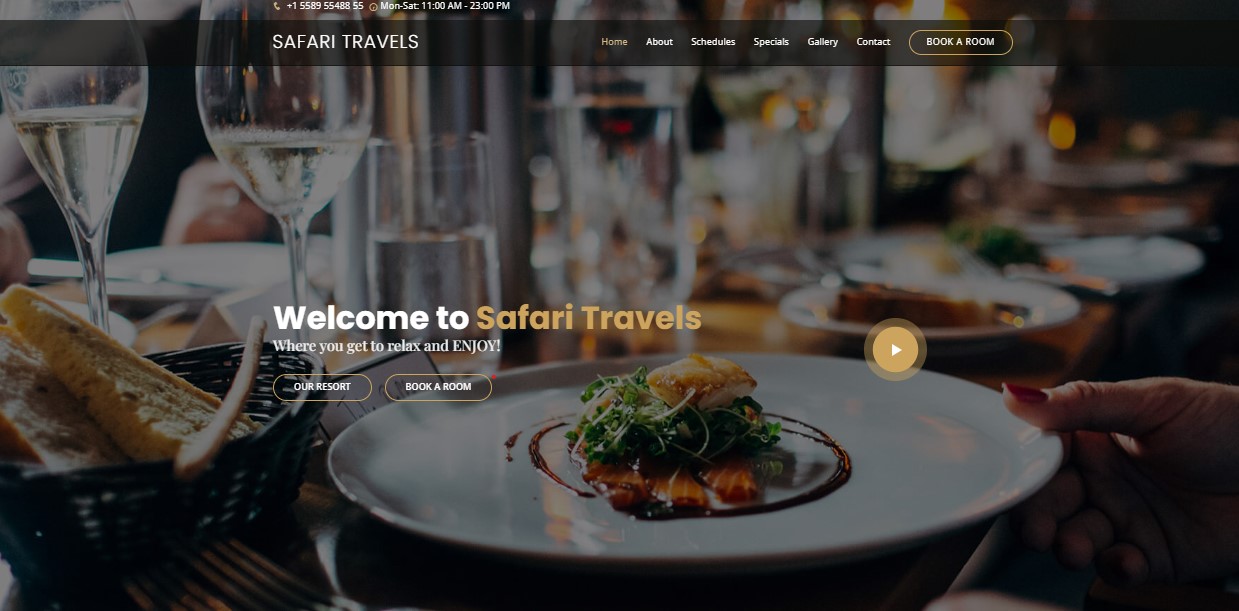 +1 5589 55488 55 Mon-Sat: 11:00 AM - 23:00 PM
SAFARI TRAVELS
Home About Schedules Specials Gallery Contact BOOK A ROOM
Welcome to Safari Travels
Where you get to relax and ENJOY!
OUR RESORT BOOK A ROOM